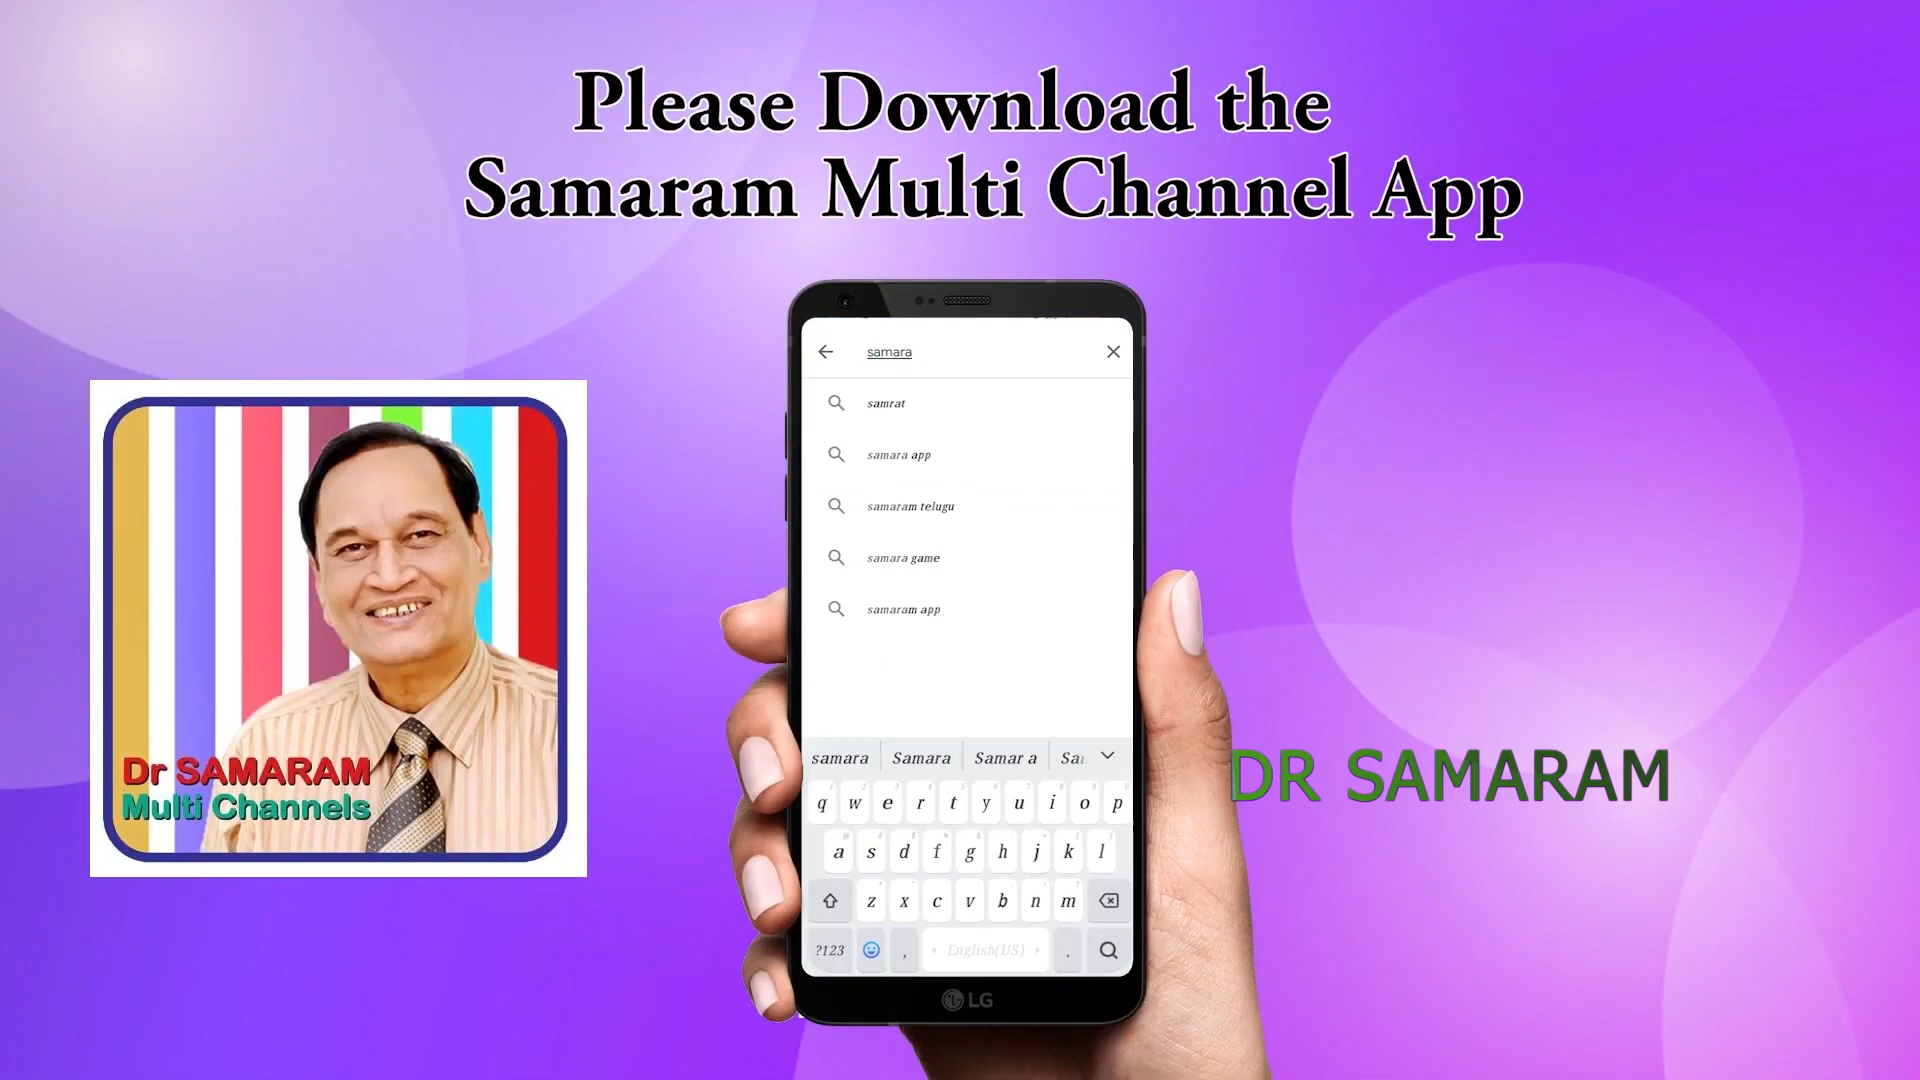 Please Download the
Samaram Multi Channel App
samara
samrat
samara app
samaram telugu
samara game
samaram app
Dr SAMARAM
Multi Channels
DR SAMARAM
samara Samara Samar a
q w e r t y u i o p
a s d f g h j k l
z x c v b n m
?123 , English(US) .
LG